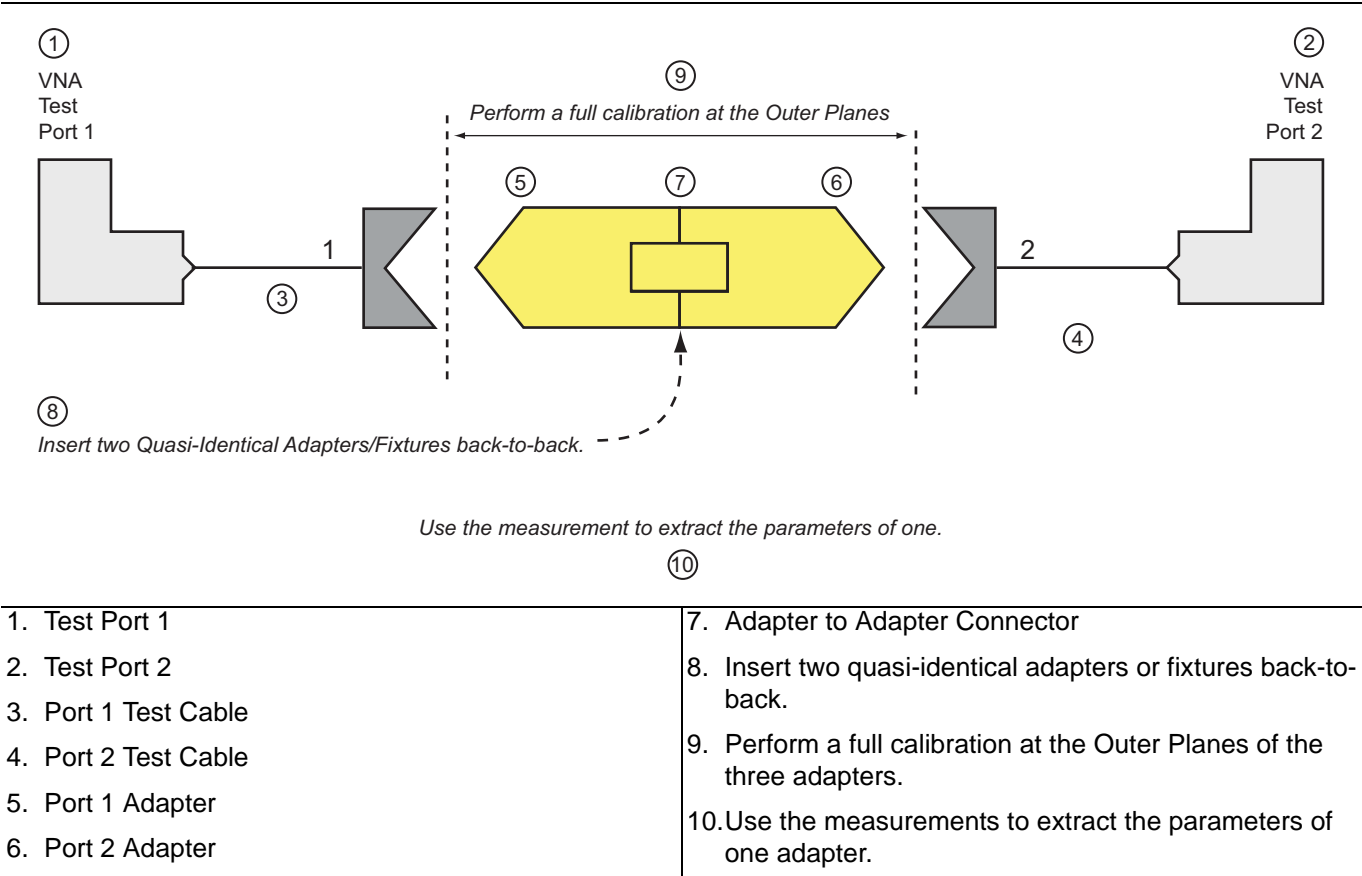 ①
VNA
Test
Port 1
②
VNA
Test
Port 2
⑨
Perform a full calibration at the Outer Planes
⑤
⑦
⑥
1
2
③
④
⑧
Insert two Quasi-Identical Adapters/Fixtures back-to-back.
Use the measurement to extract the parameters of one.
⑩
1. Test Port 1
2. Test Port 2
3. Port 1 Test Cable
4. Port 2 Test Cable
5. Port 1 Adapter
6. Port 2 Adapter
7. Adapter to Adapter Connector
8. Insert two quasi-identical adapters or fixtures back-to-
back.
9. Perform a full calibration at the Outer Planes of the
three adapters.
10.Use the measurements to extract the parameters of
one adapter.